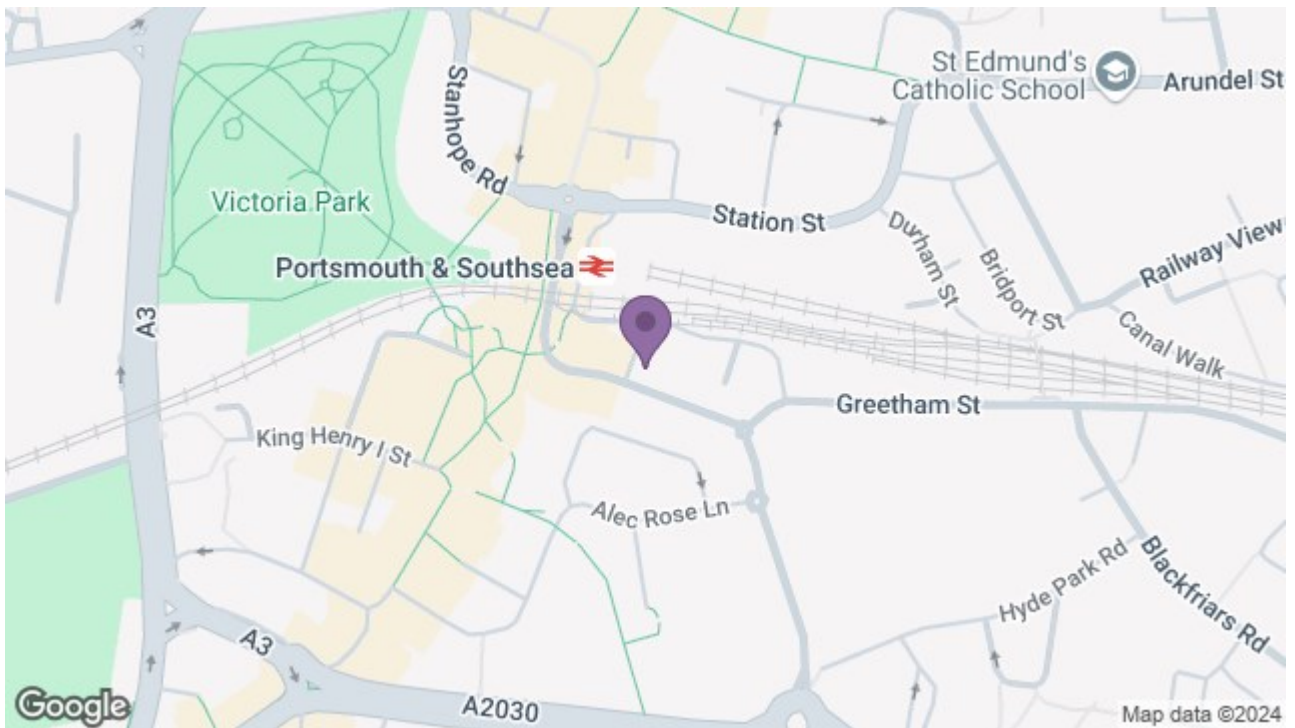 St Edmund's
Catholic School
Arundel St
Stanhope Rd
Victoria Park
Station St
Durham St
Bridport St
Railway View
Portsmouth & Southsea
A3
Canal Walk
Greetham St
King Henry I St
Alec Rose Ln
Hyde Park Rd
Blackfriars Rd
A3
A2030
Google
Map data ©2024